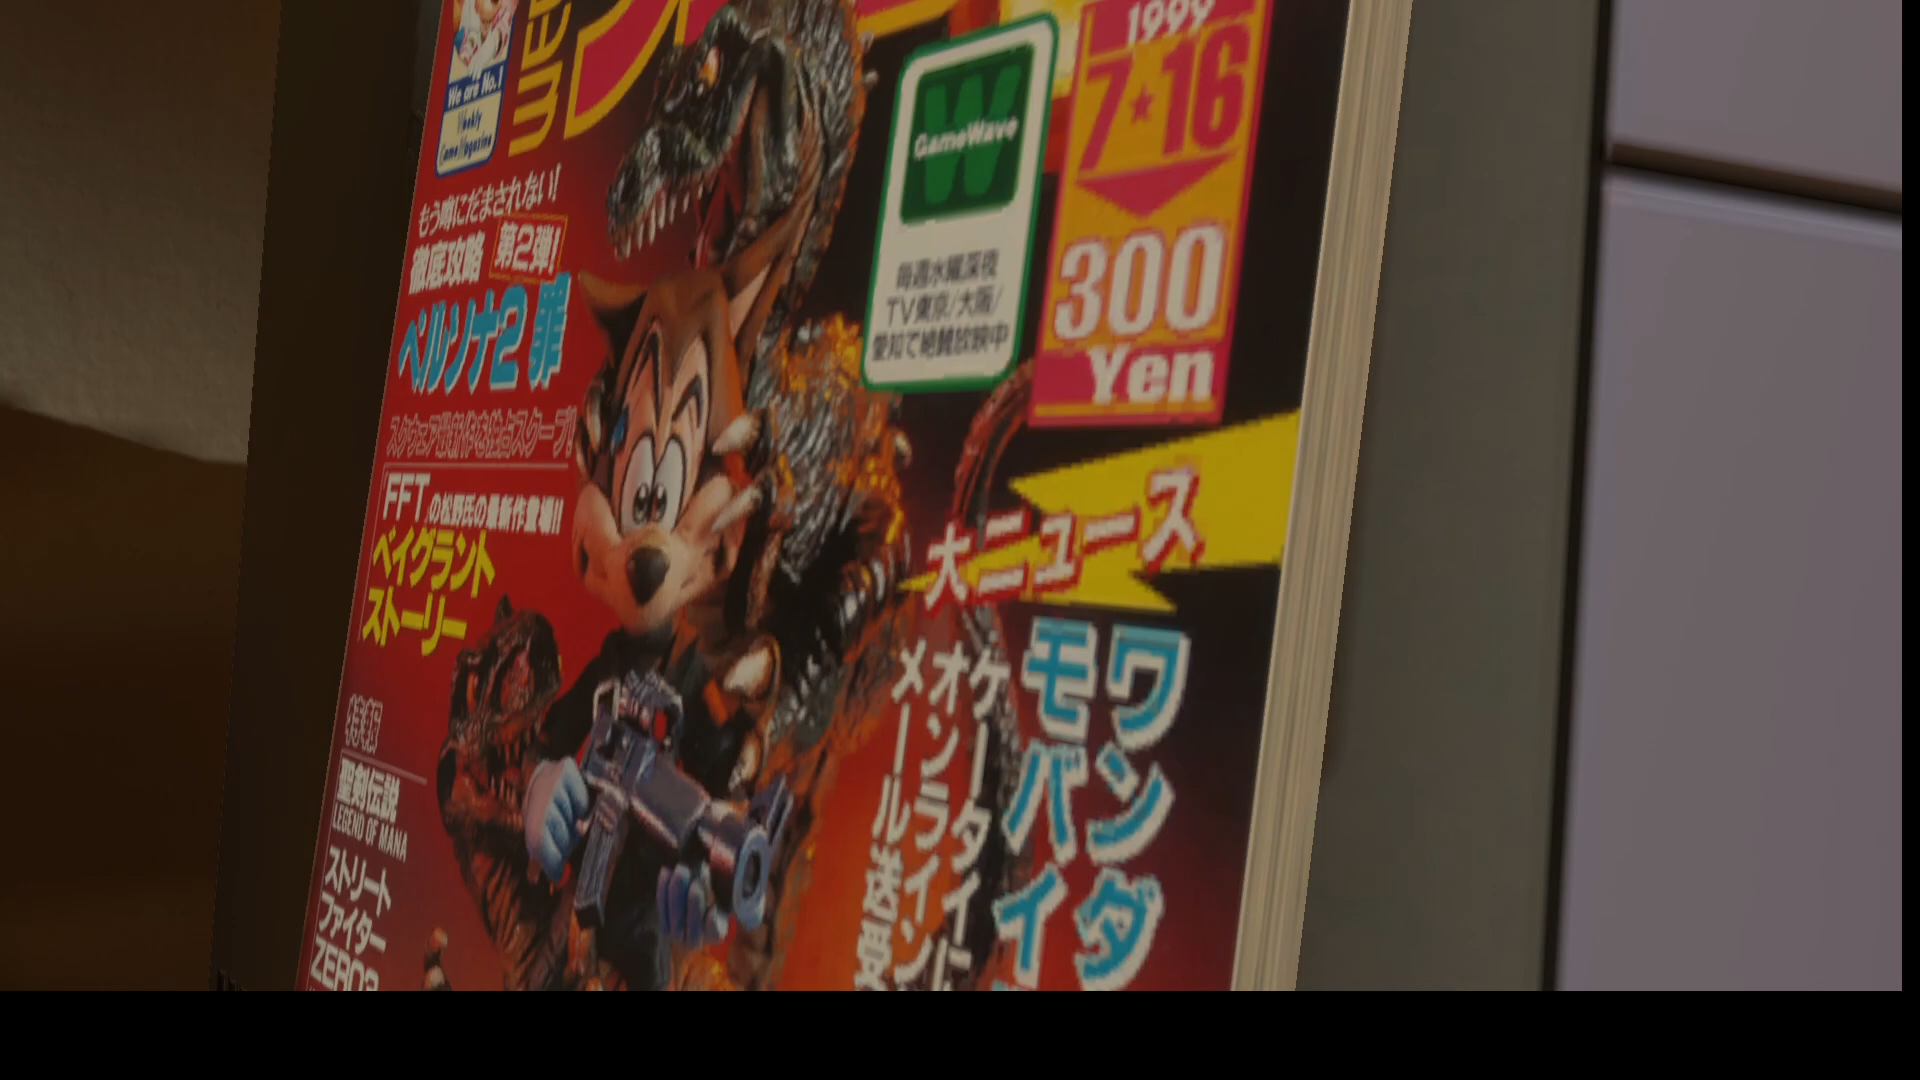 We are No.1
Weekly
Game Magazine
1999
7★16
300
Yen
GameWave
毎週水曜深夜
TV東京/大阪/
愛知で絶賛放映中
もう噂にだまされない!
徹底攻略 第2弾!
ペルソナ2 罪
スクウェア最新作を独占スクープ!
FFTの松野氏の最新作登場!!
ベイグラント
ストーリー
特報
聖剣伝説
LEGEND OF MANA
ストリート
ファイター
ZERO3
大ニュース
ワンダ
モバイ
ケータイ
オンライン
メール送受